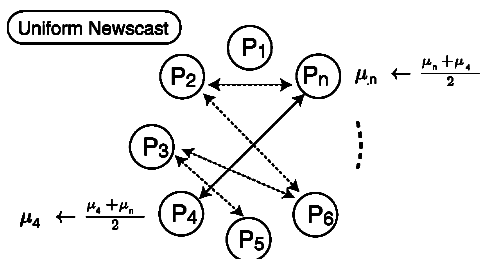 Uniform Newscast
P1
P2
Pn
μn ← (μn + μ4)/2
P3
P4
μ4 ← (μ4 + μn)/2
P6
P5